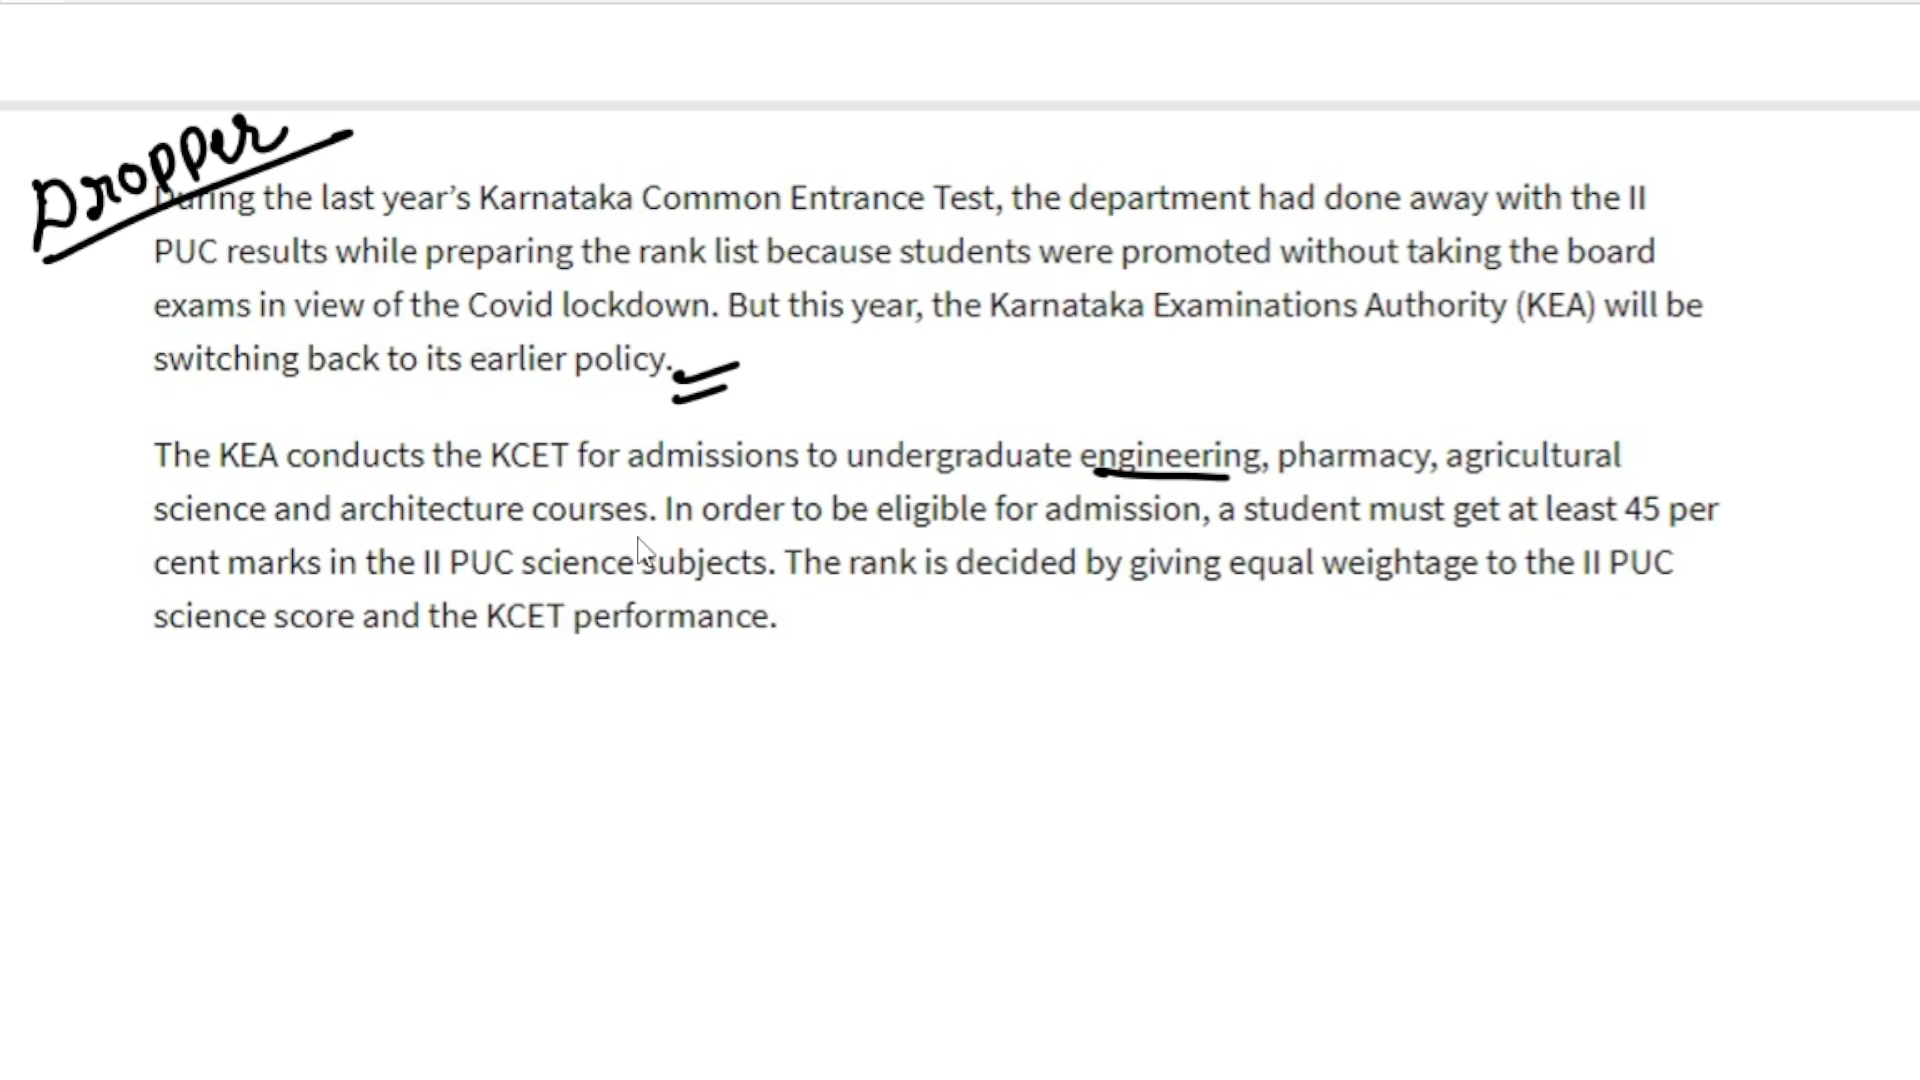 Dropper
During the last year’s Karnataka Common Entrance Test, the department had done away with the II
PUC results while preparing the rank list because students were promoted without taking the board
exams in view of the Covid lockdown. But this year, the Karnataka Examinations Authority (KEA) will be
switching back to its earlier policy.
The KEA conducts the KCET for admissions to undergraduate engineering, pharmacy, agricultural
science and architecture courses. In order to be eligible for admission, a student must get at least 45 per
cent marks in the II PUC science subjects. The rank is decided by giving equal weightage to the II PUC
science score and the KCET performance.